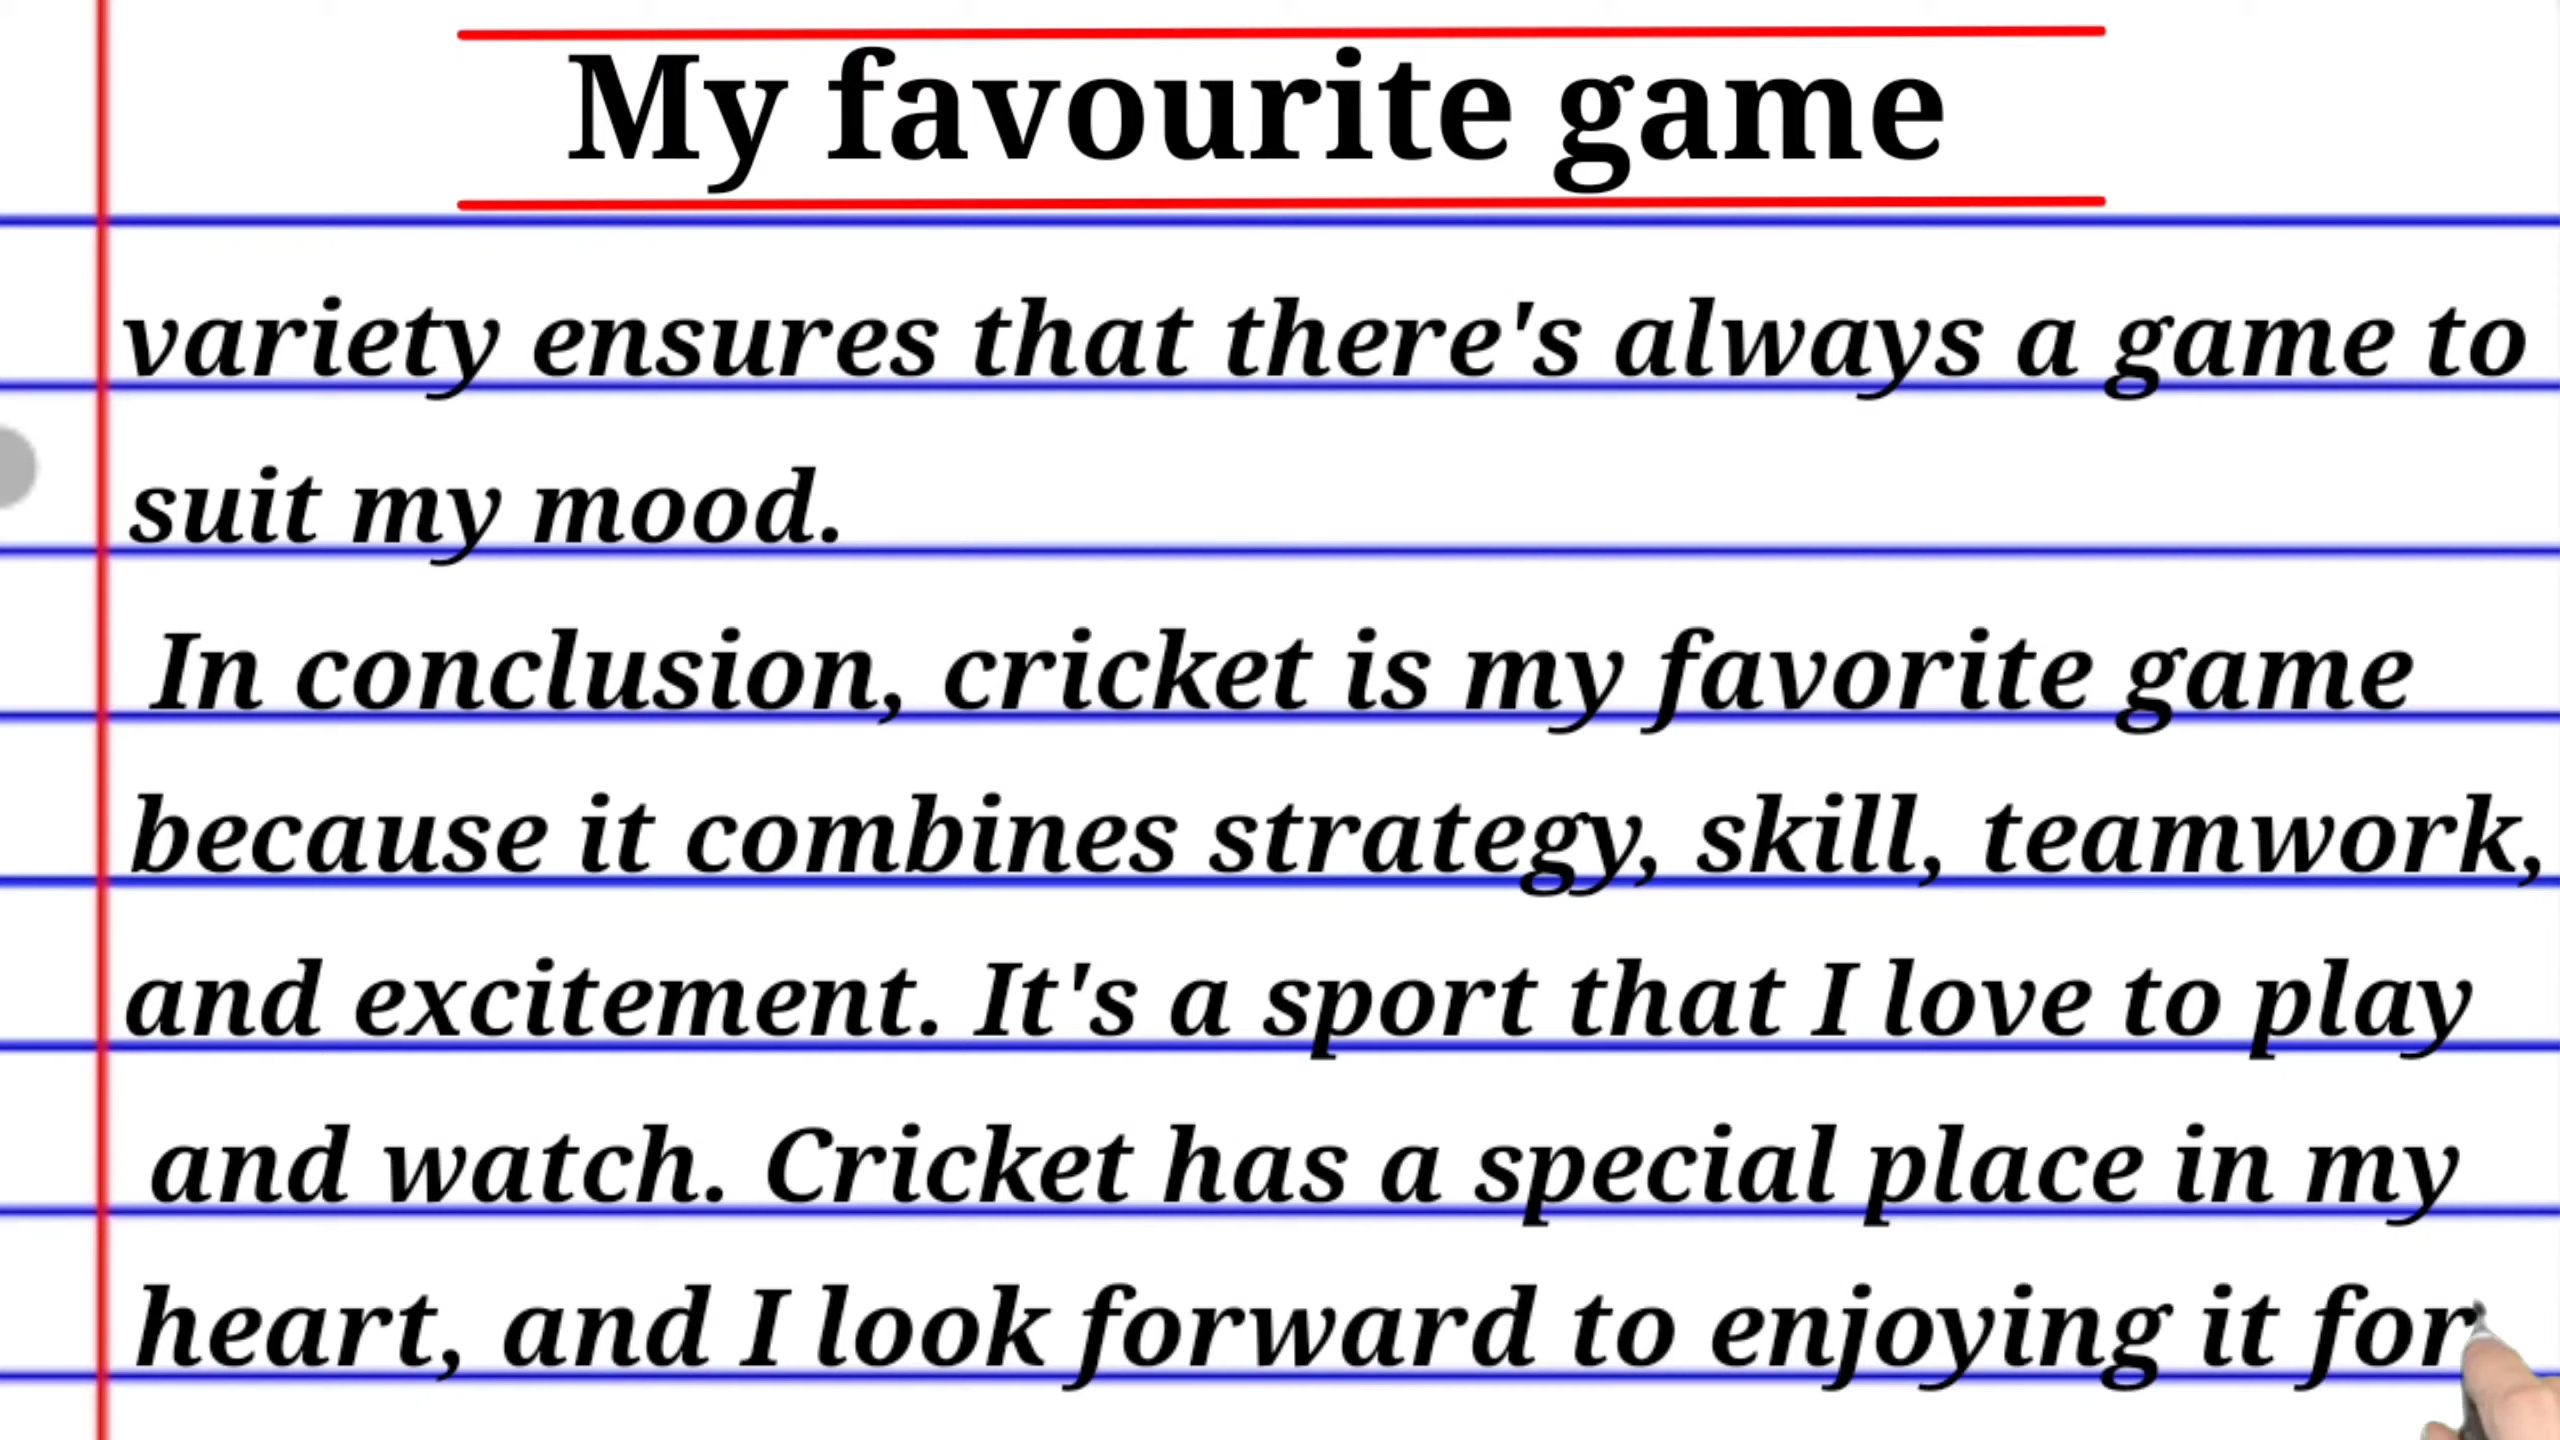 My favourite game
variety ensures that there's always a game to
suit my mood.
In conclusion, cricket is my favorite game
because it combines strategy, skill, teamwork,
and excitement. It's a sport that I love to play
and watch. Cricket has a special place in my
heart, and I look forward to enjoying it for